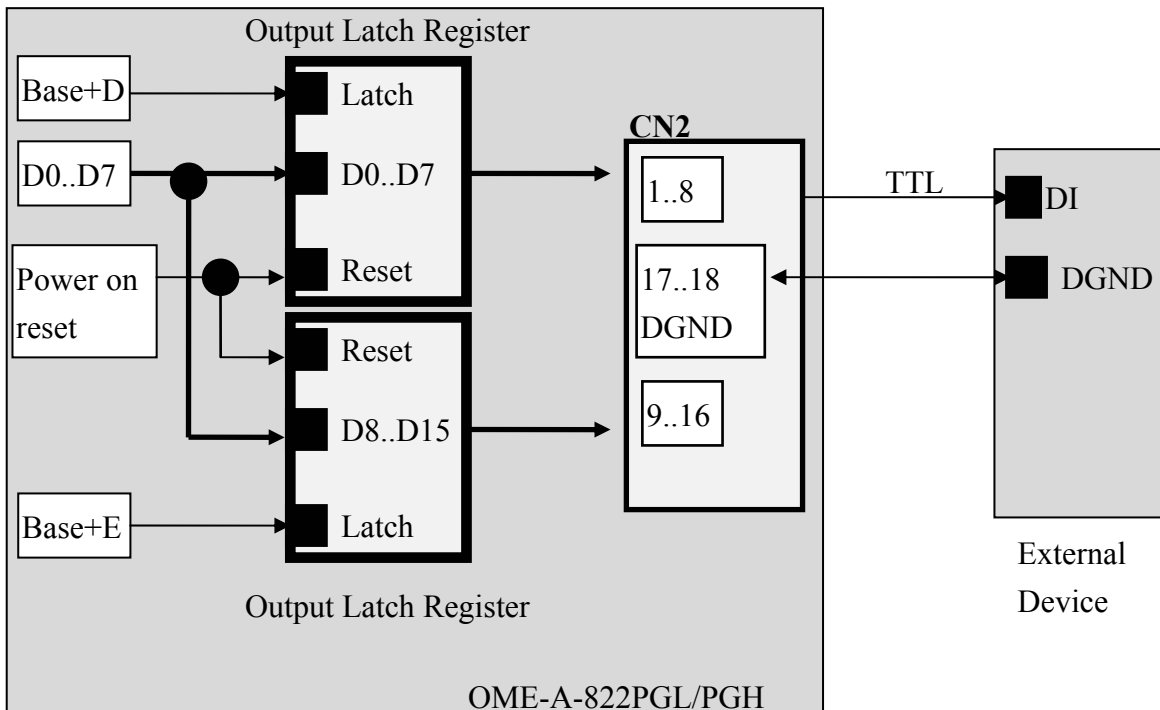 Output Latch Register
Base+D
Latch
CN2
D0..D7
D0..D7
1..8
TTL
DI
Power on
reset
Reset
17..18
DGND
DGND
Reset
D8..D15
9..16
Base+E
Latch
External
Device
Output Latch Register
OME-A-822PGL/PGH